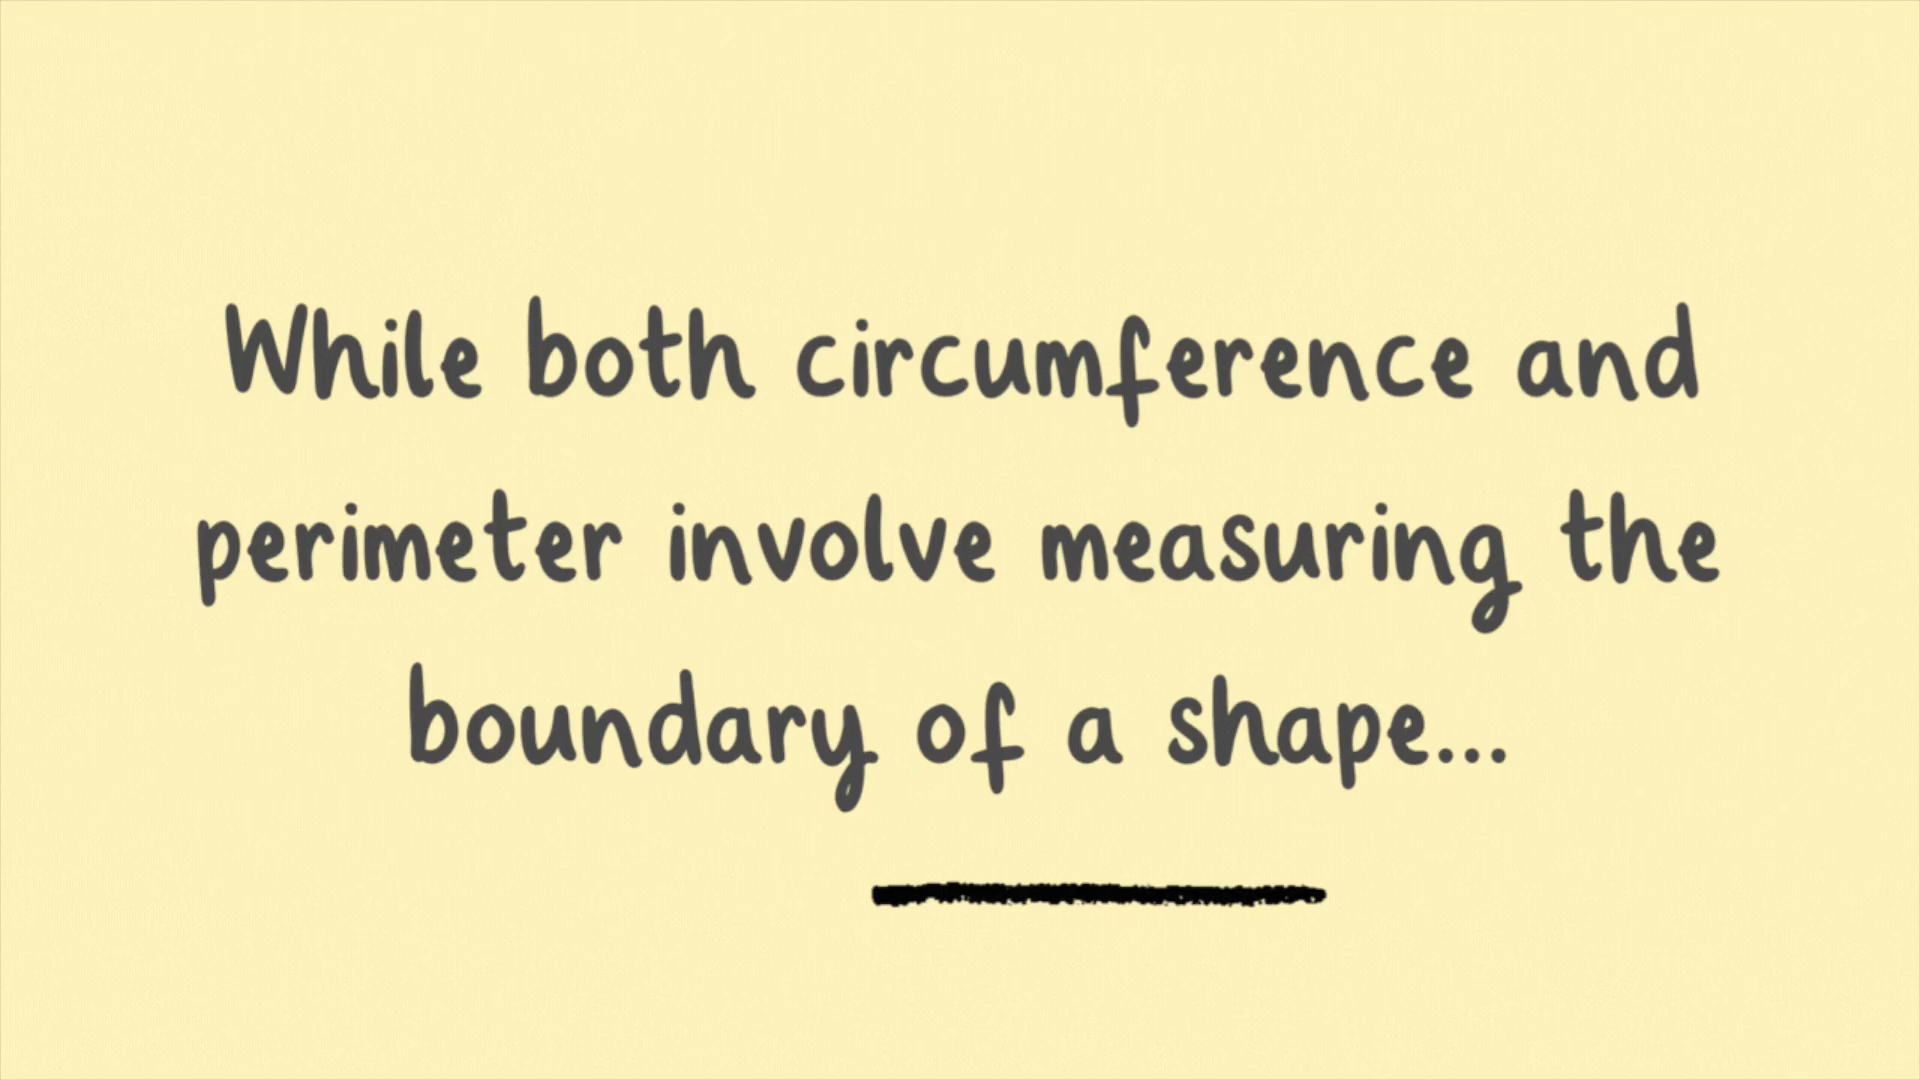 While both circumference and
perimeter involve measuring the
boundary of a shape...